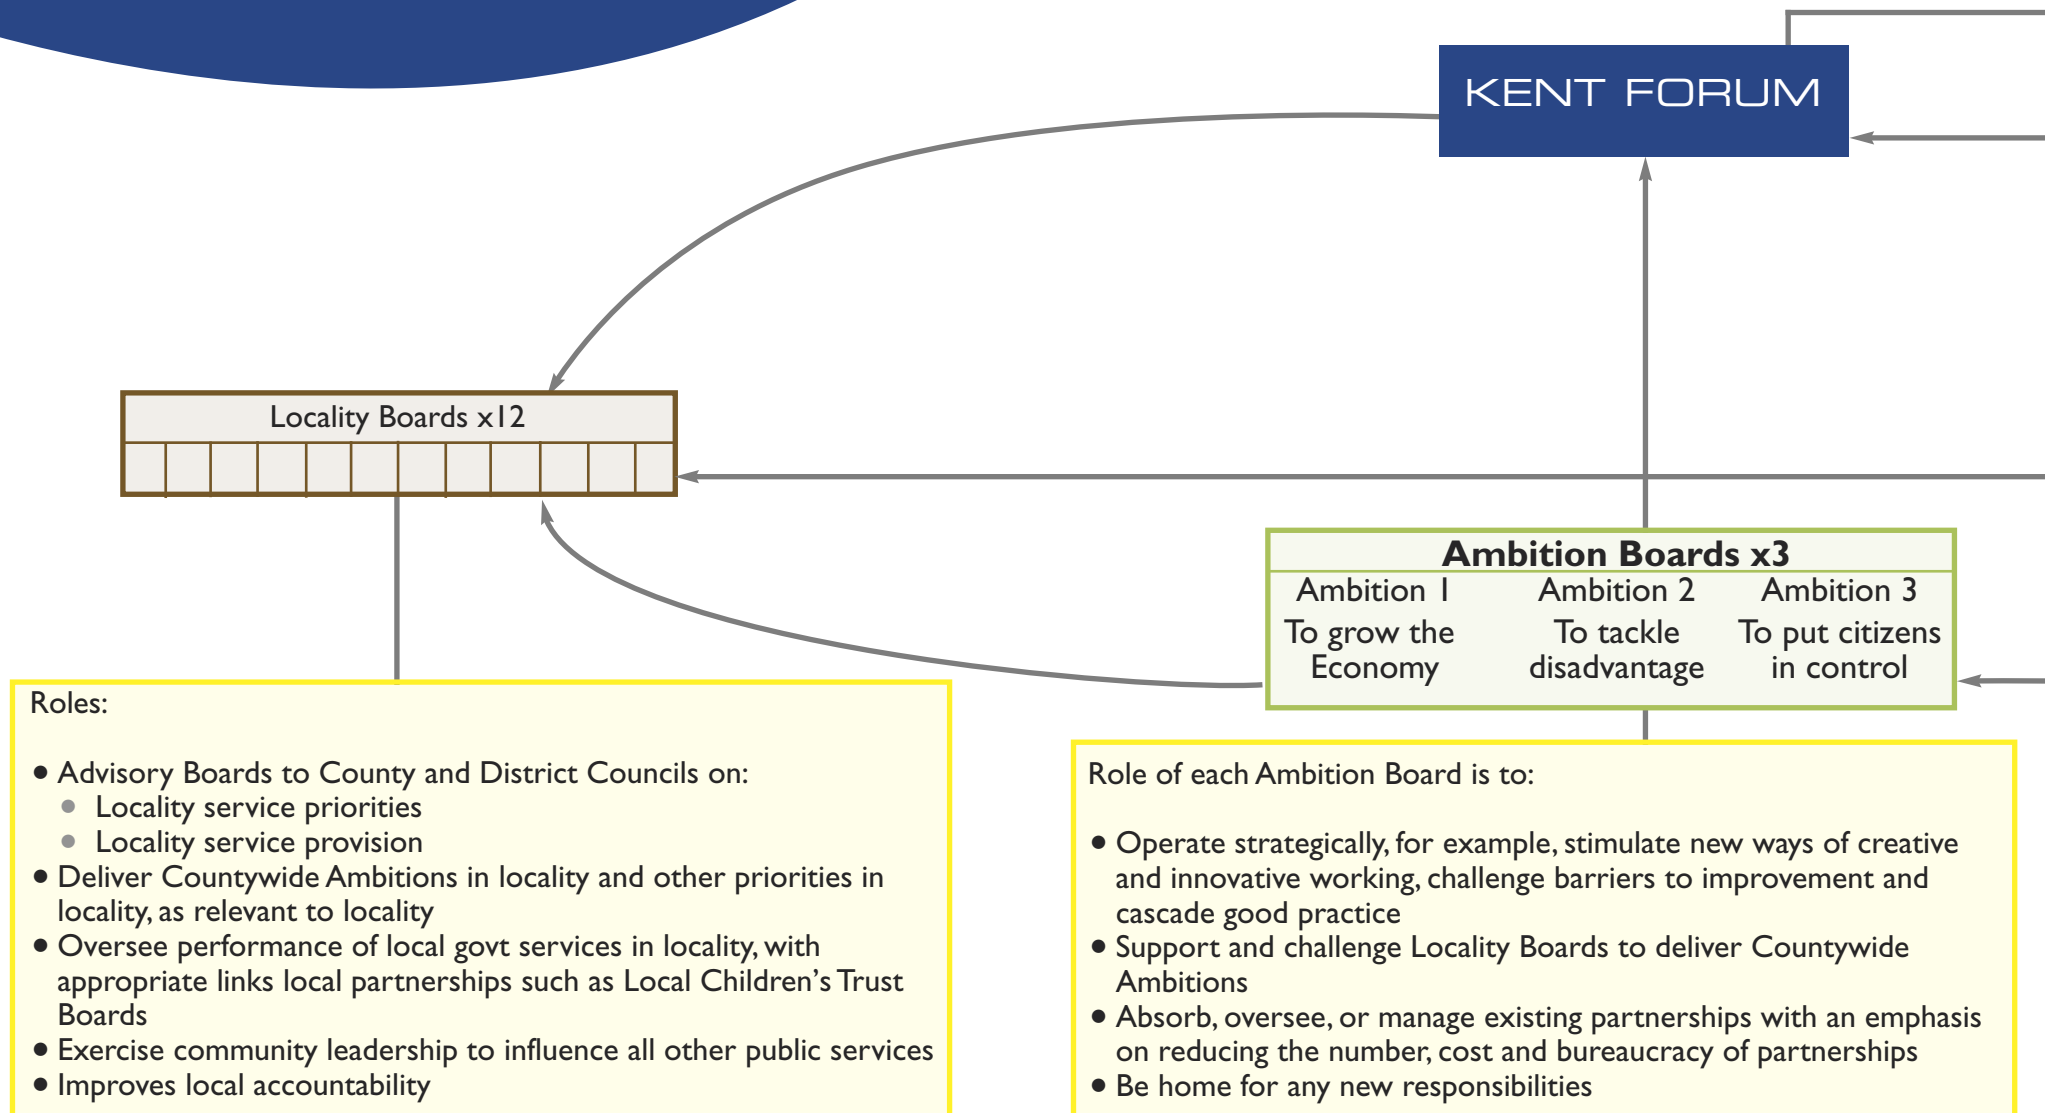 KENT FORUM
Locality Boards x12
Ambition Boards x3
Ambition 1
To grow the
Economy
Ambition 2
To tackle
disadvantage
Ambition 3
To put citizens
in control
Roles:
• Advisory Boards to County and District Councils on:
• Locality service priorities
• Locality service provision
• Deliver Countywide Ambitions in locality and other priorities in
locality, as relevant to locality
• Oversee performance of local govt services in locality, with
appropriate links local partnerships such as Local Children's Trust
Boards
• Exercise community leadership to influence all other public services
• Improves local accountability
Role of each Ambition Board is to:
• Operate strategically, for example, stimulate new ways of creative
and innovative working, challenge barriers to improvement and
cascade good practice
• Support and challenge Locality Boards to deliver Countywide
Ambitions
• Absorb, oversee, or manage existing partnerships with an emphasis
on reducing the number, cost and bureaucracy of partnerships
• Be home for any new responsibilities